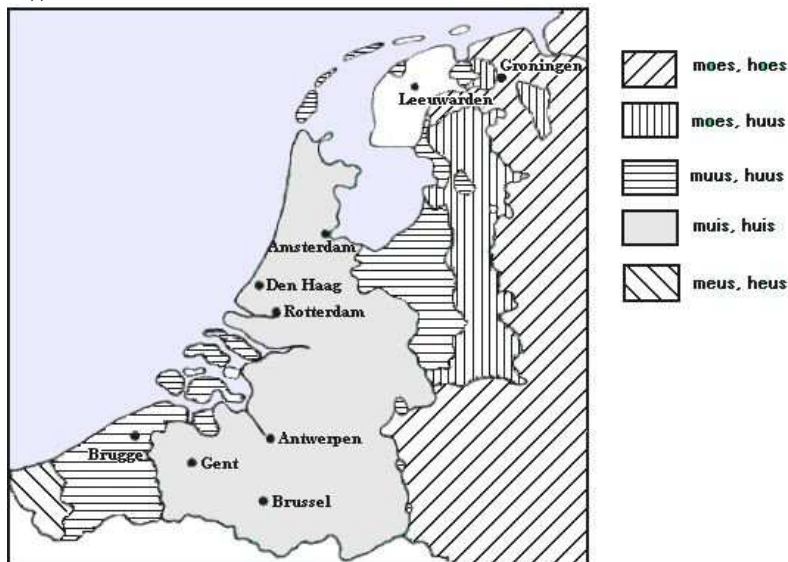 Groningen
Leeuwarden
Amsterdam
Den Haag
Rotterdam
Antwerpen
Brugge
Gent
Brussel
moes, hoes
moes, huus
muus, huus
muis, huis
meus, heus